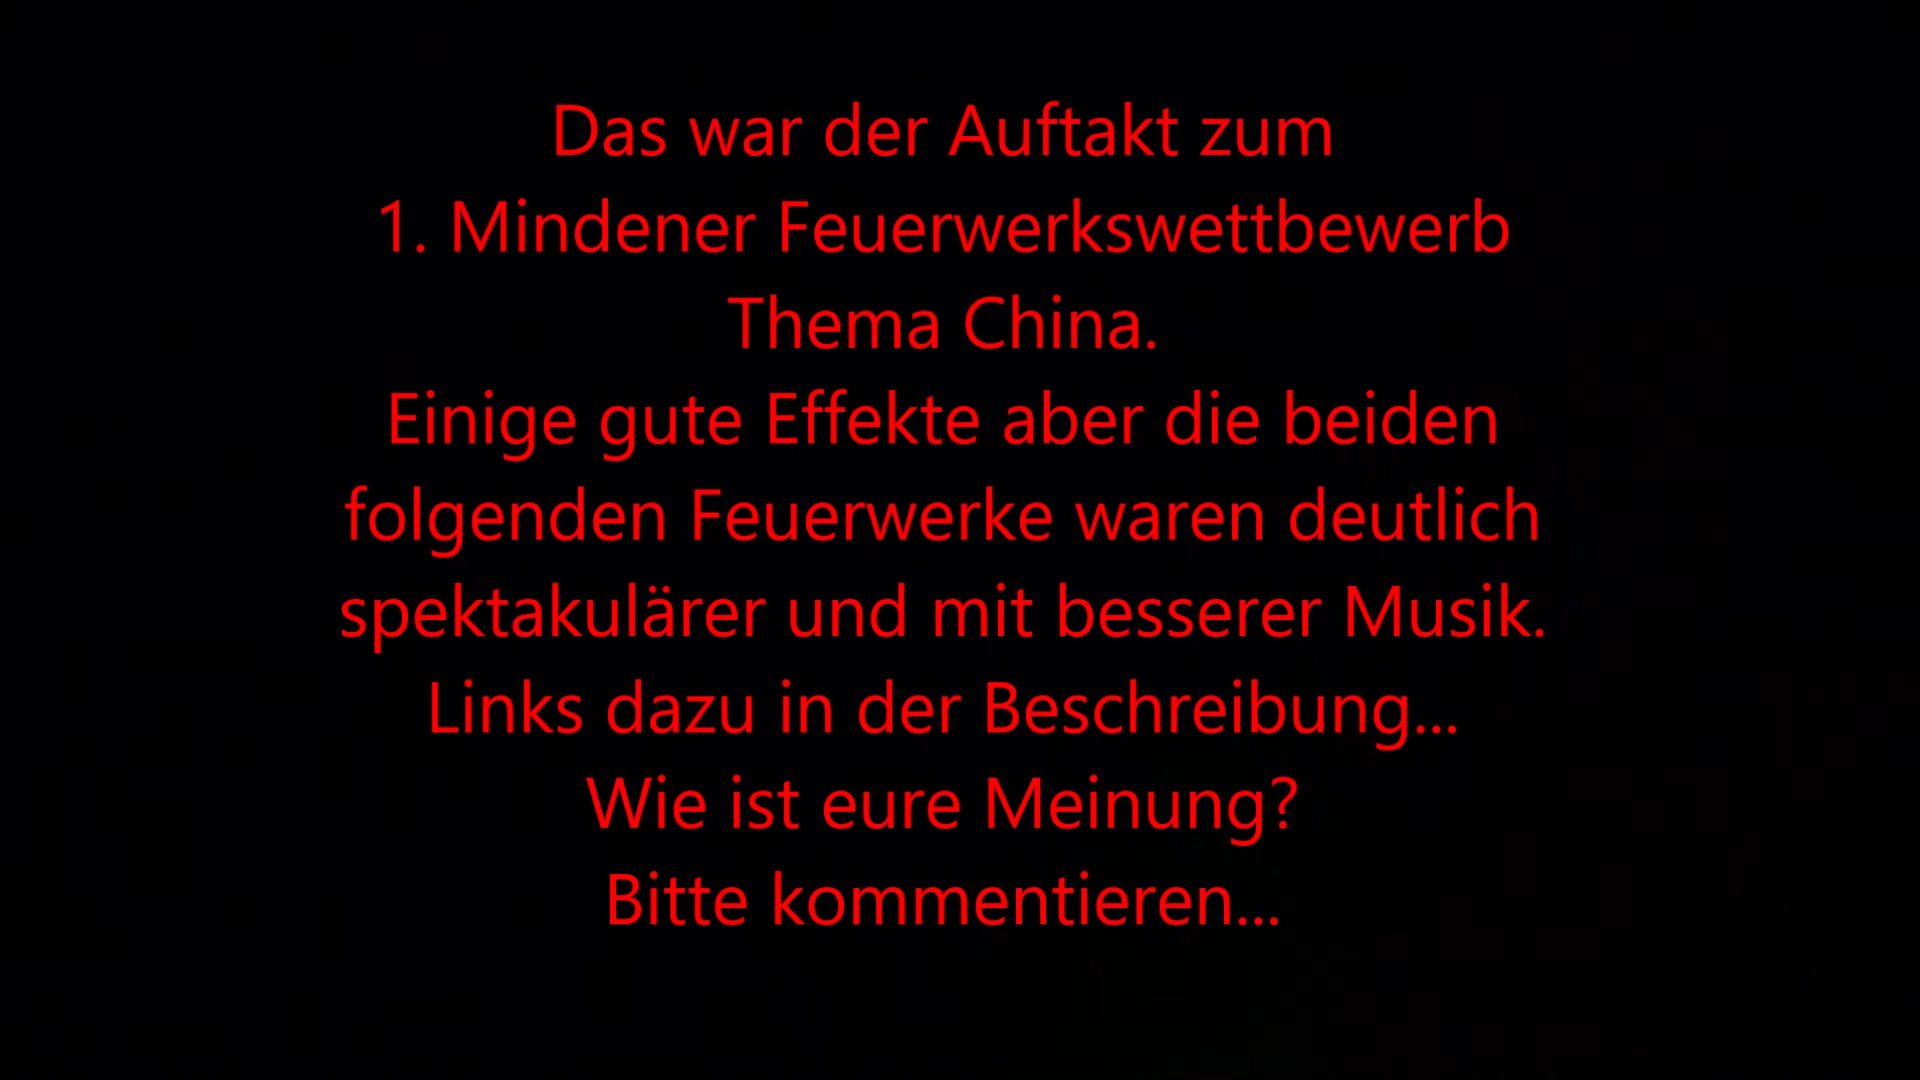 Das war der Auftakt zum
1. Mindener Feuerwerkswettbewerb
Thema China.
Einige gute Effekte aber die beiden
folgenden Feuerwerke waren deutlich
spektakulärer und mit besserer Musik.
Links dazu in der Beschreibung...
Wie ist eure Meinung?
Bitte kommentieren...